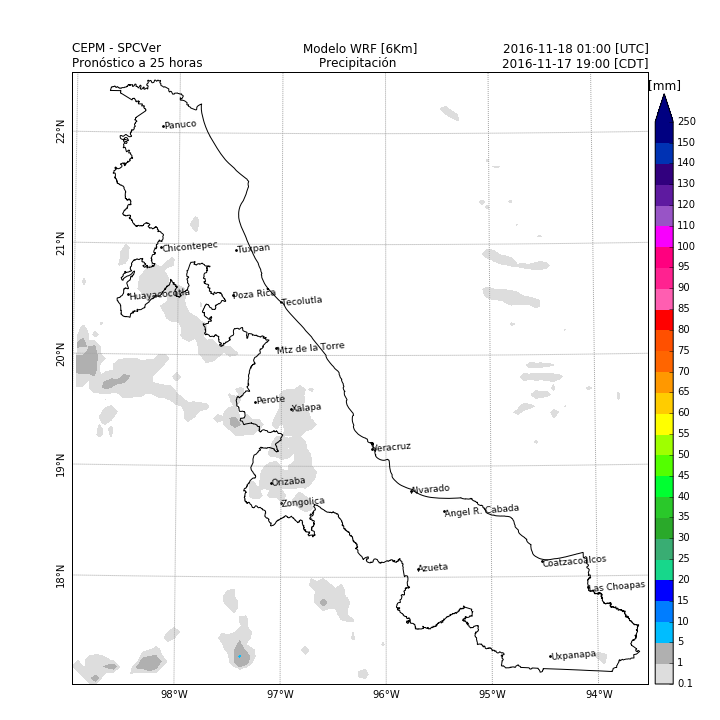 CEPM - SPCVer
Modelo WRF [6Km]
2016-11-18 01:00 [UTC]
Pronóstico a 25 horas
Precipitación
2016-11-17 19:00 [CDT]
[mm]
250
150
140
130
120
110
100
95
90
85
80
75
70
65
60
55
50
45
40
35
30
25
20
15
10
5
1
0.1
22°N
21°N
20°N
19°N
18°N
98°W
97°W
96°W
95°W
94°W
Panuco
Chicontepec
Tuxpan
Huayacocotla
Poza Rica
Tecolutla
Mtz de la Torre
Perote
Xalapa
Veracruz
Orizaba
Alvarado
Zongolica
Angel R. Cabada
Azueta
Coatzacoalcos
Las Choapas
Uxpanapa